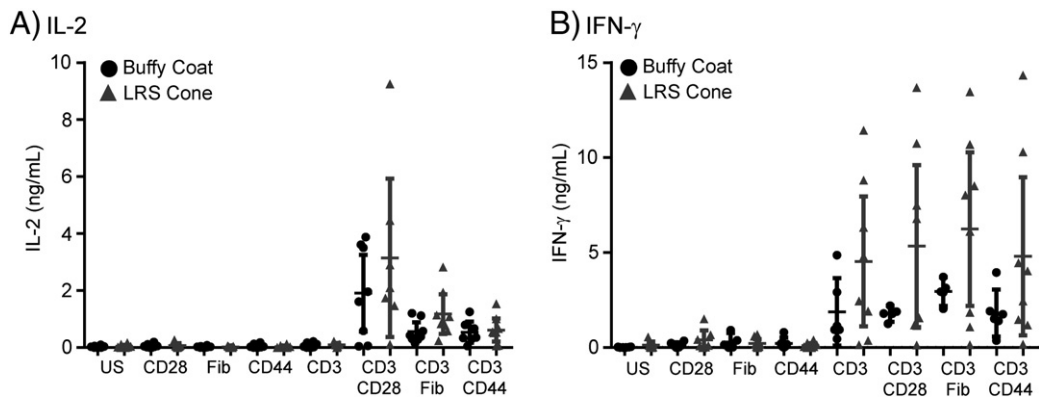 A) IL-2
10
8
6
4
2
0
IL-2 (ng/mL)
Buffy Coat
LRS Cone
US CD28 Fib CD44 CD3 CD3 CD3 CD3
CD28 Fib CD44
B) IFN-γ
15
10
5
0
IFN-γ (ng/mL)
Buffy Coat
LRS Cone
US CD28 Fib CD44 CD3 CD3 CD3 CD3
CD28 Fib CD44